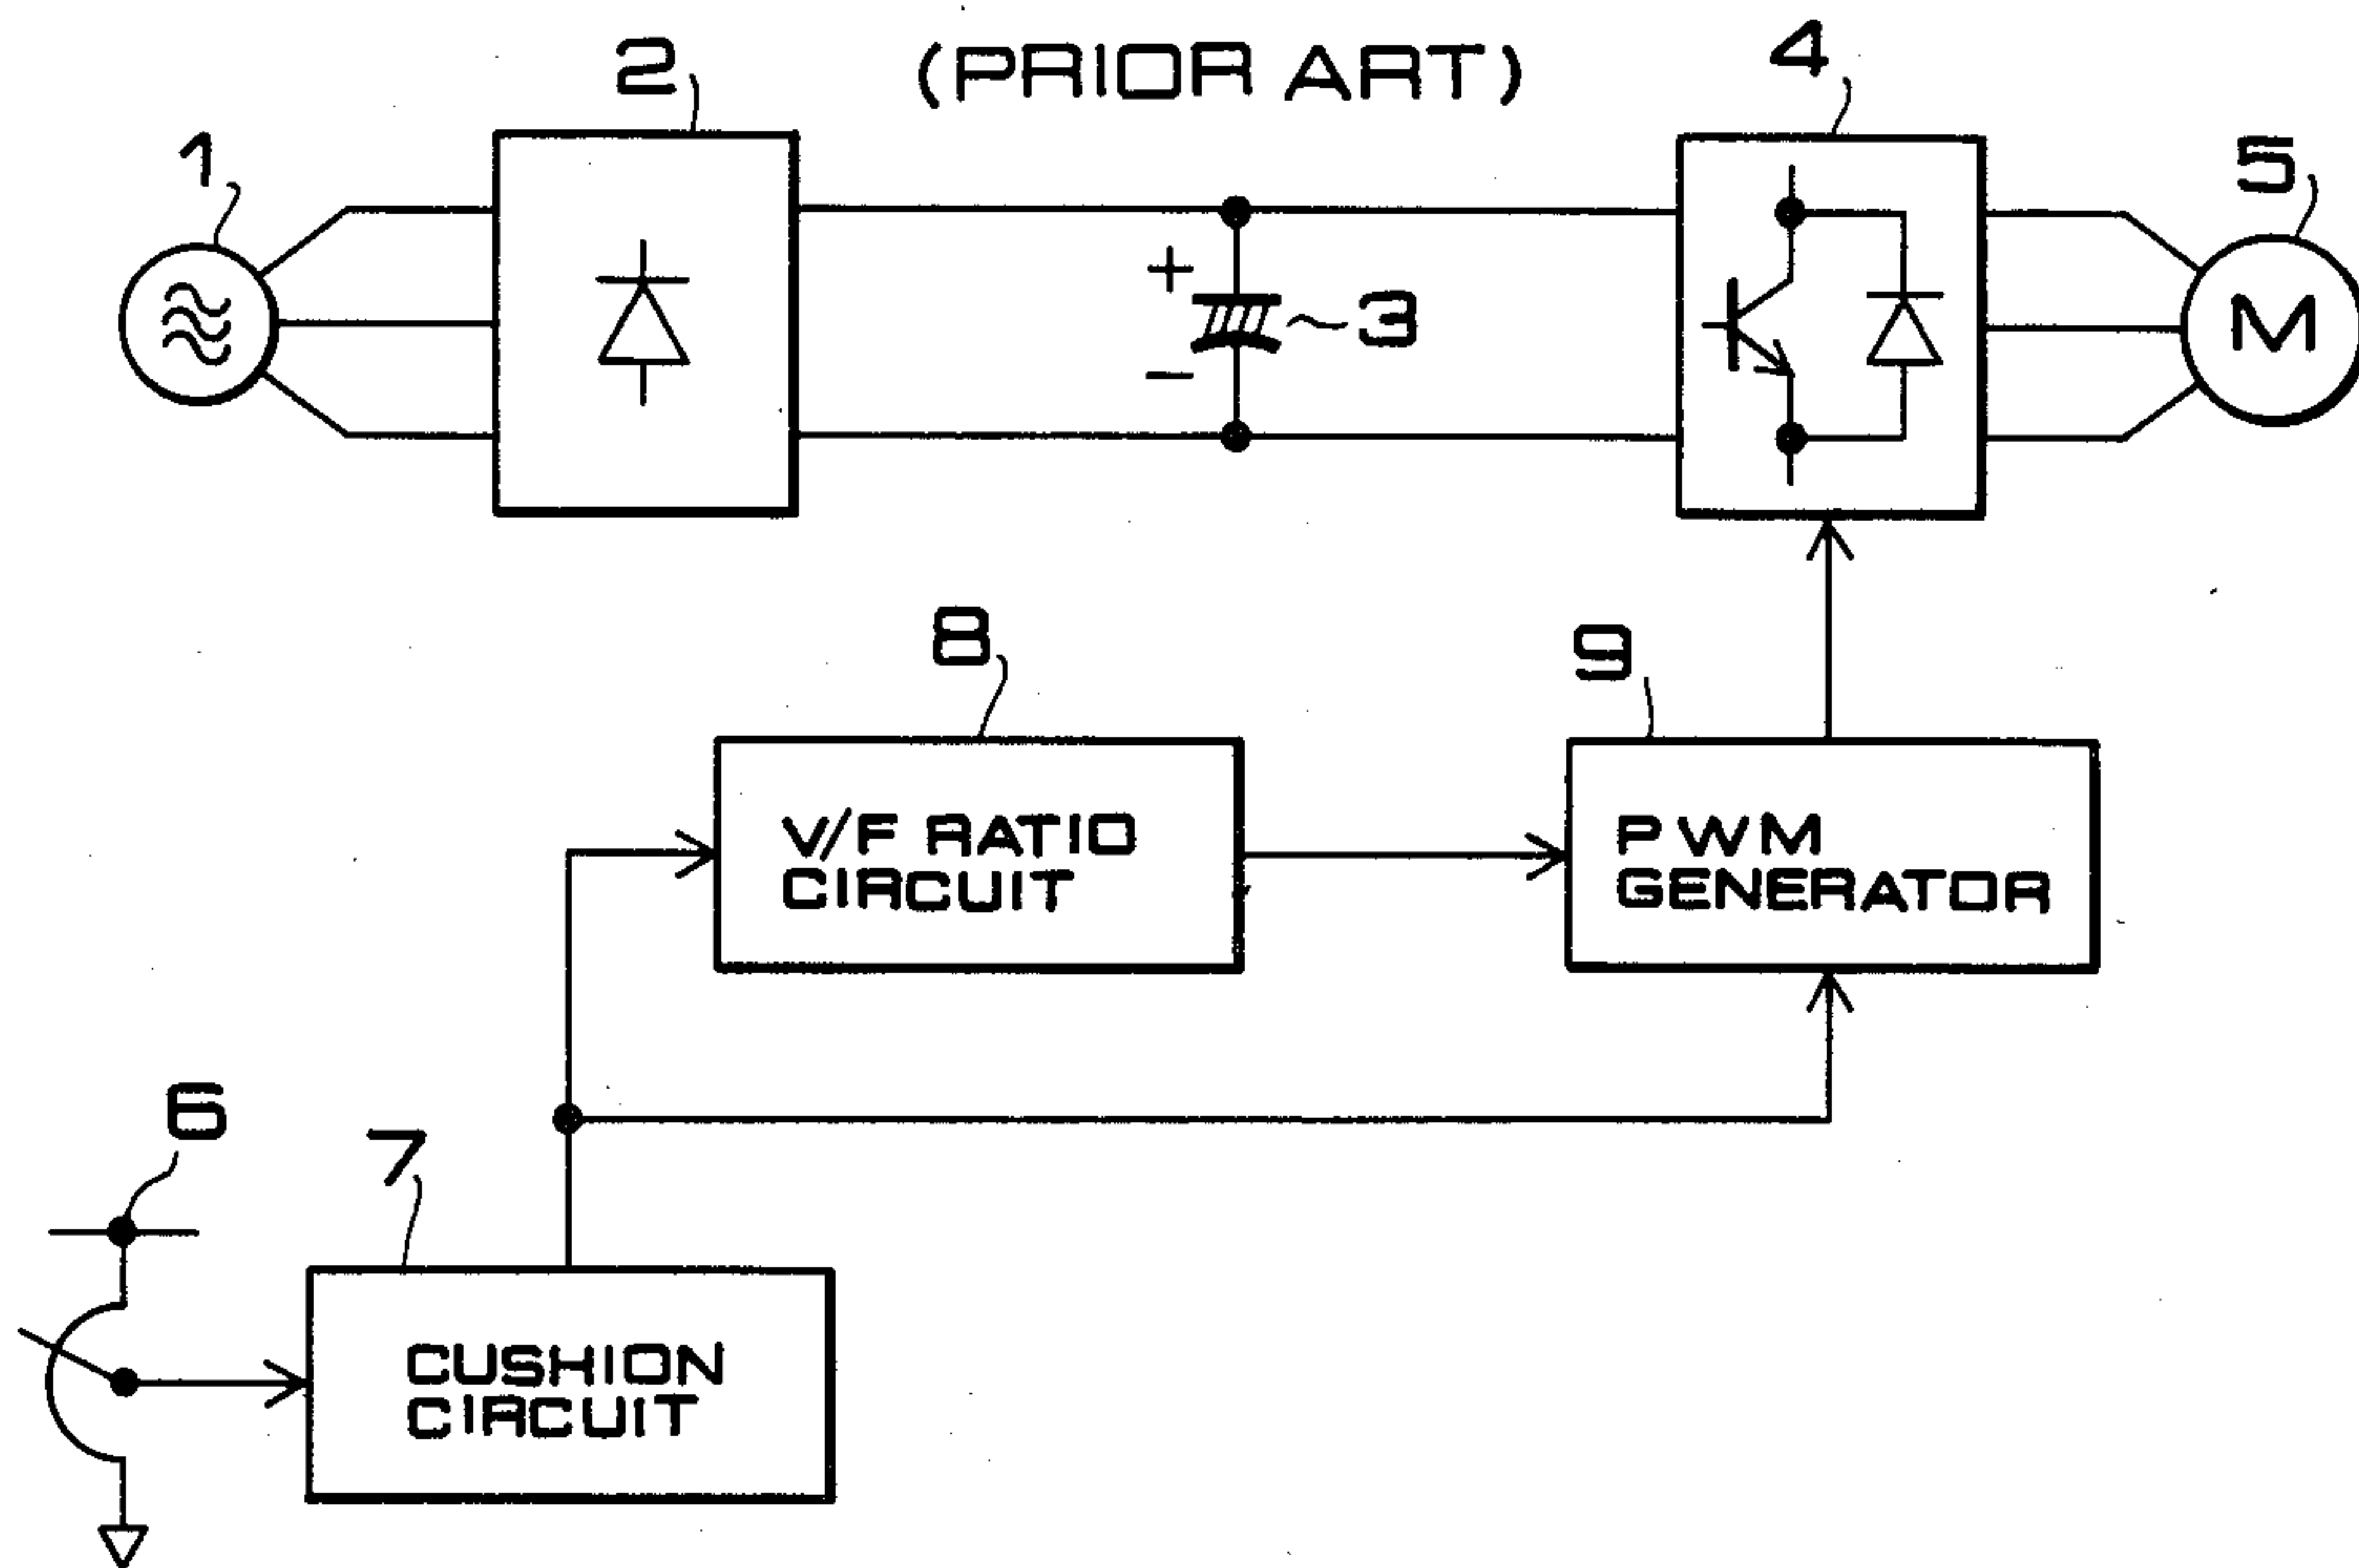 (PRIOR ART)
1
2
3
4
5
M
+
−
8
V/F RATIO
CIRCUIT
9
PWM
GENERATOR
6
7
CUSHION
CIRCUIT